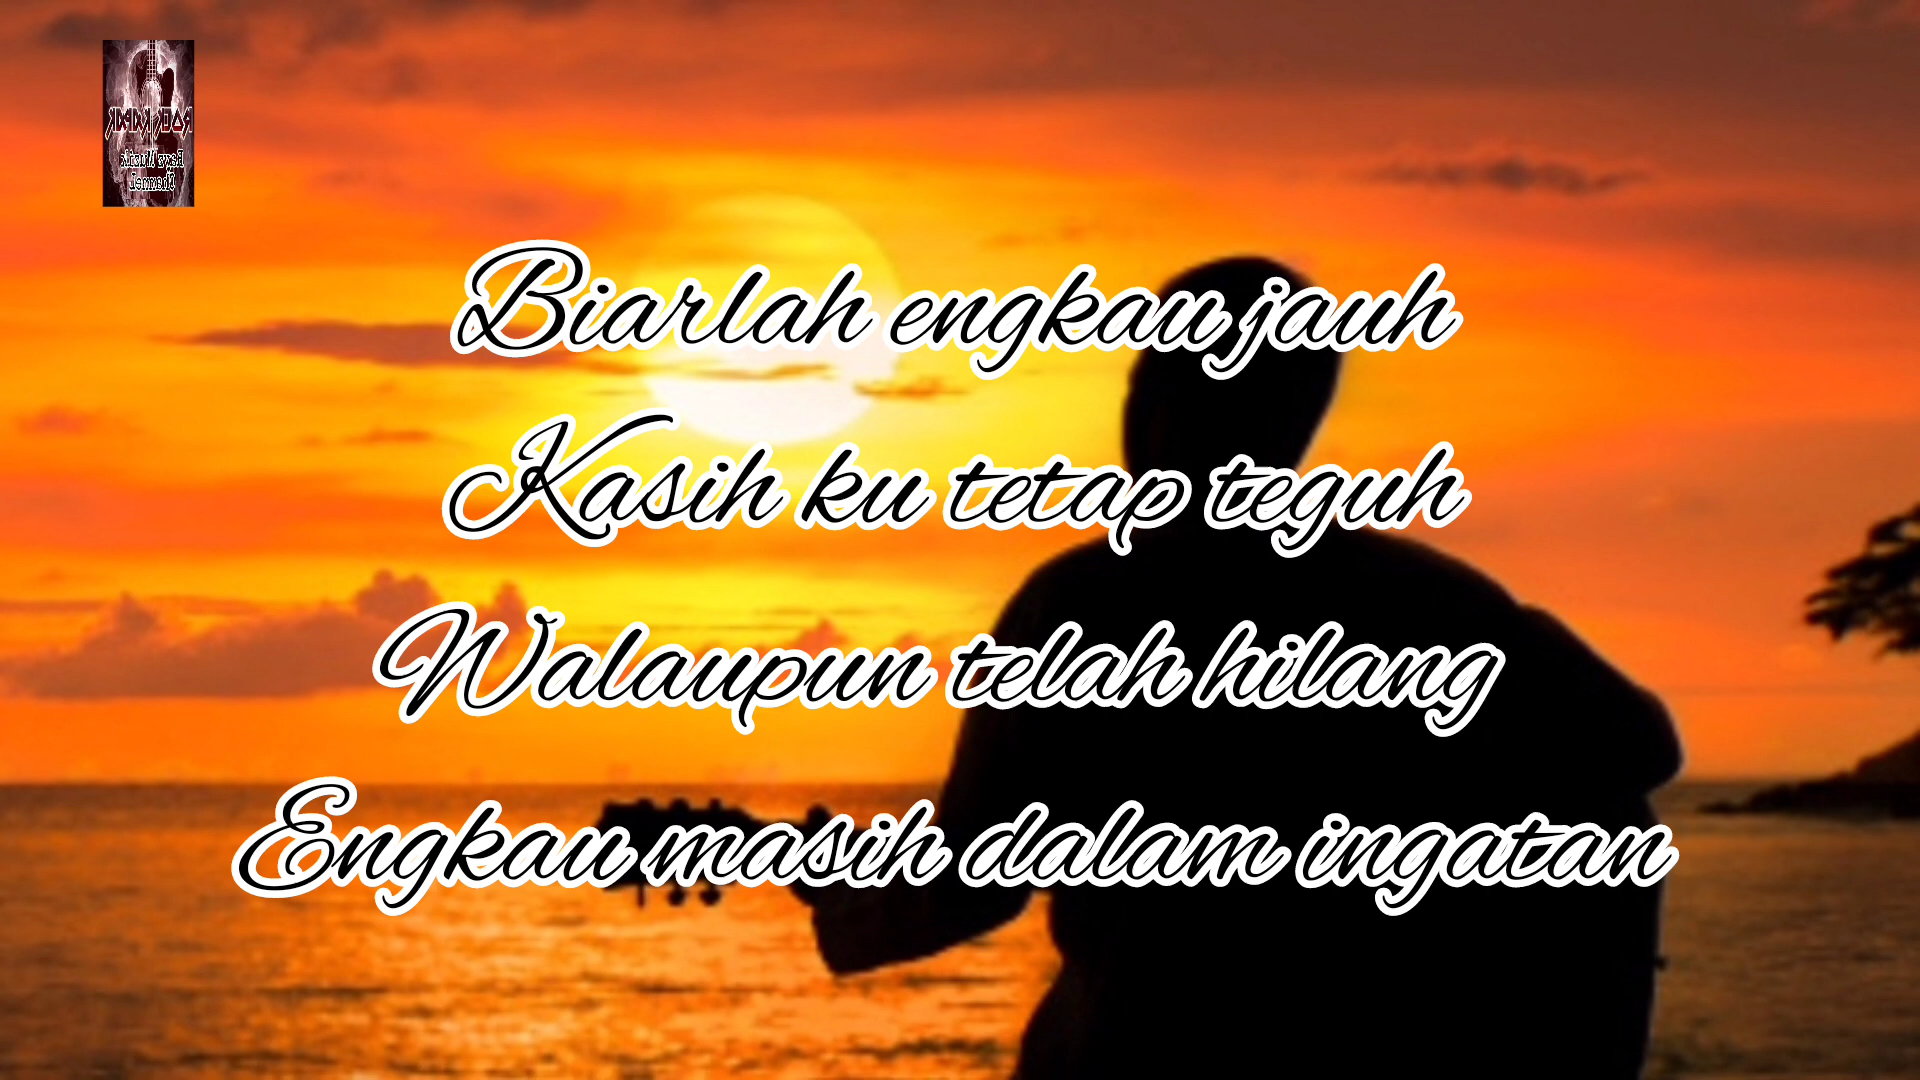 Biarlah engkau jauh
Kasih ku tetap teguh
Walaupun telah hilang
Engkau masih dalam ingatan